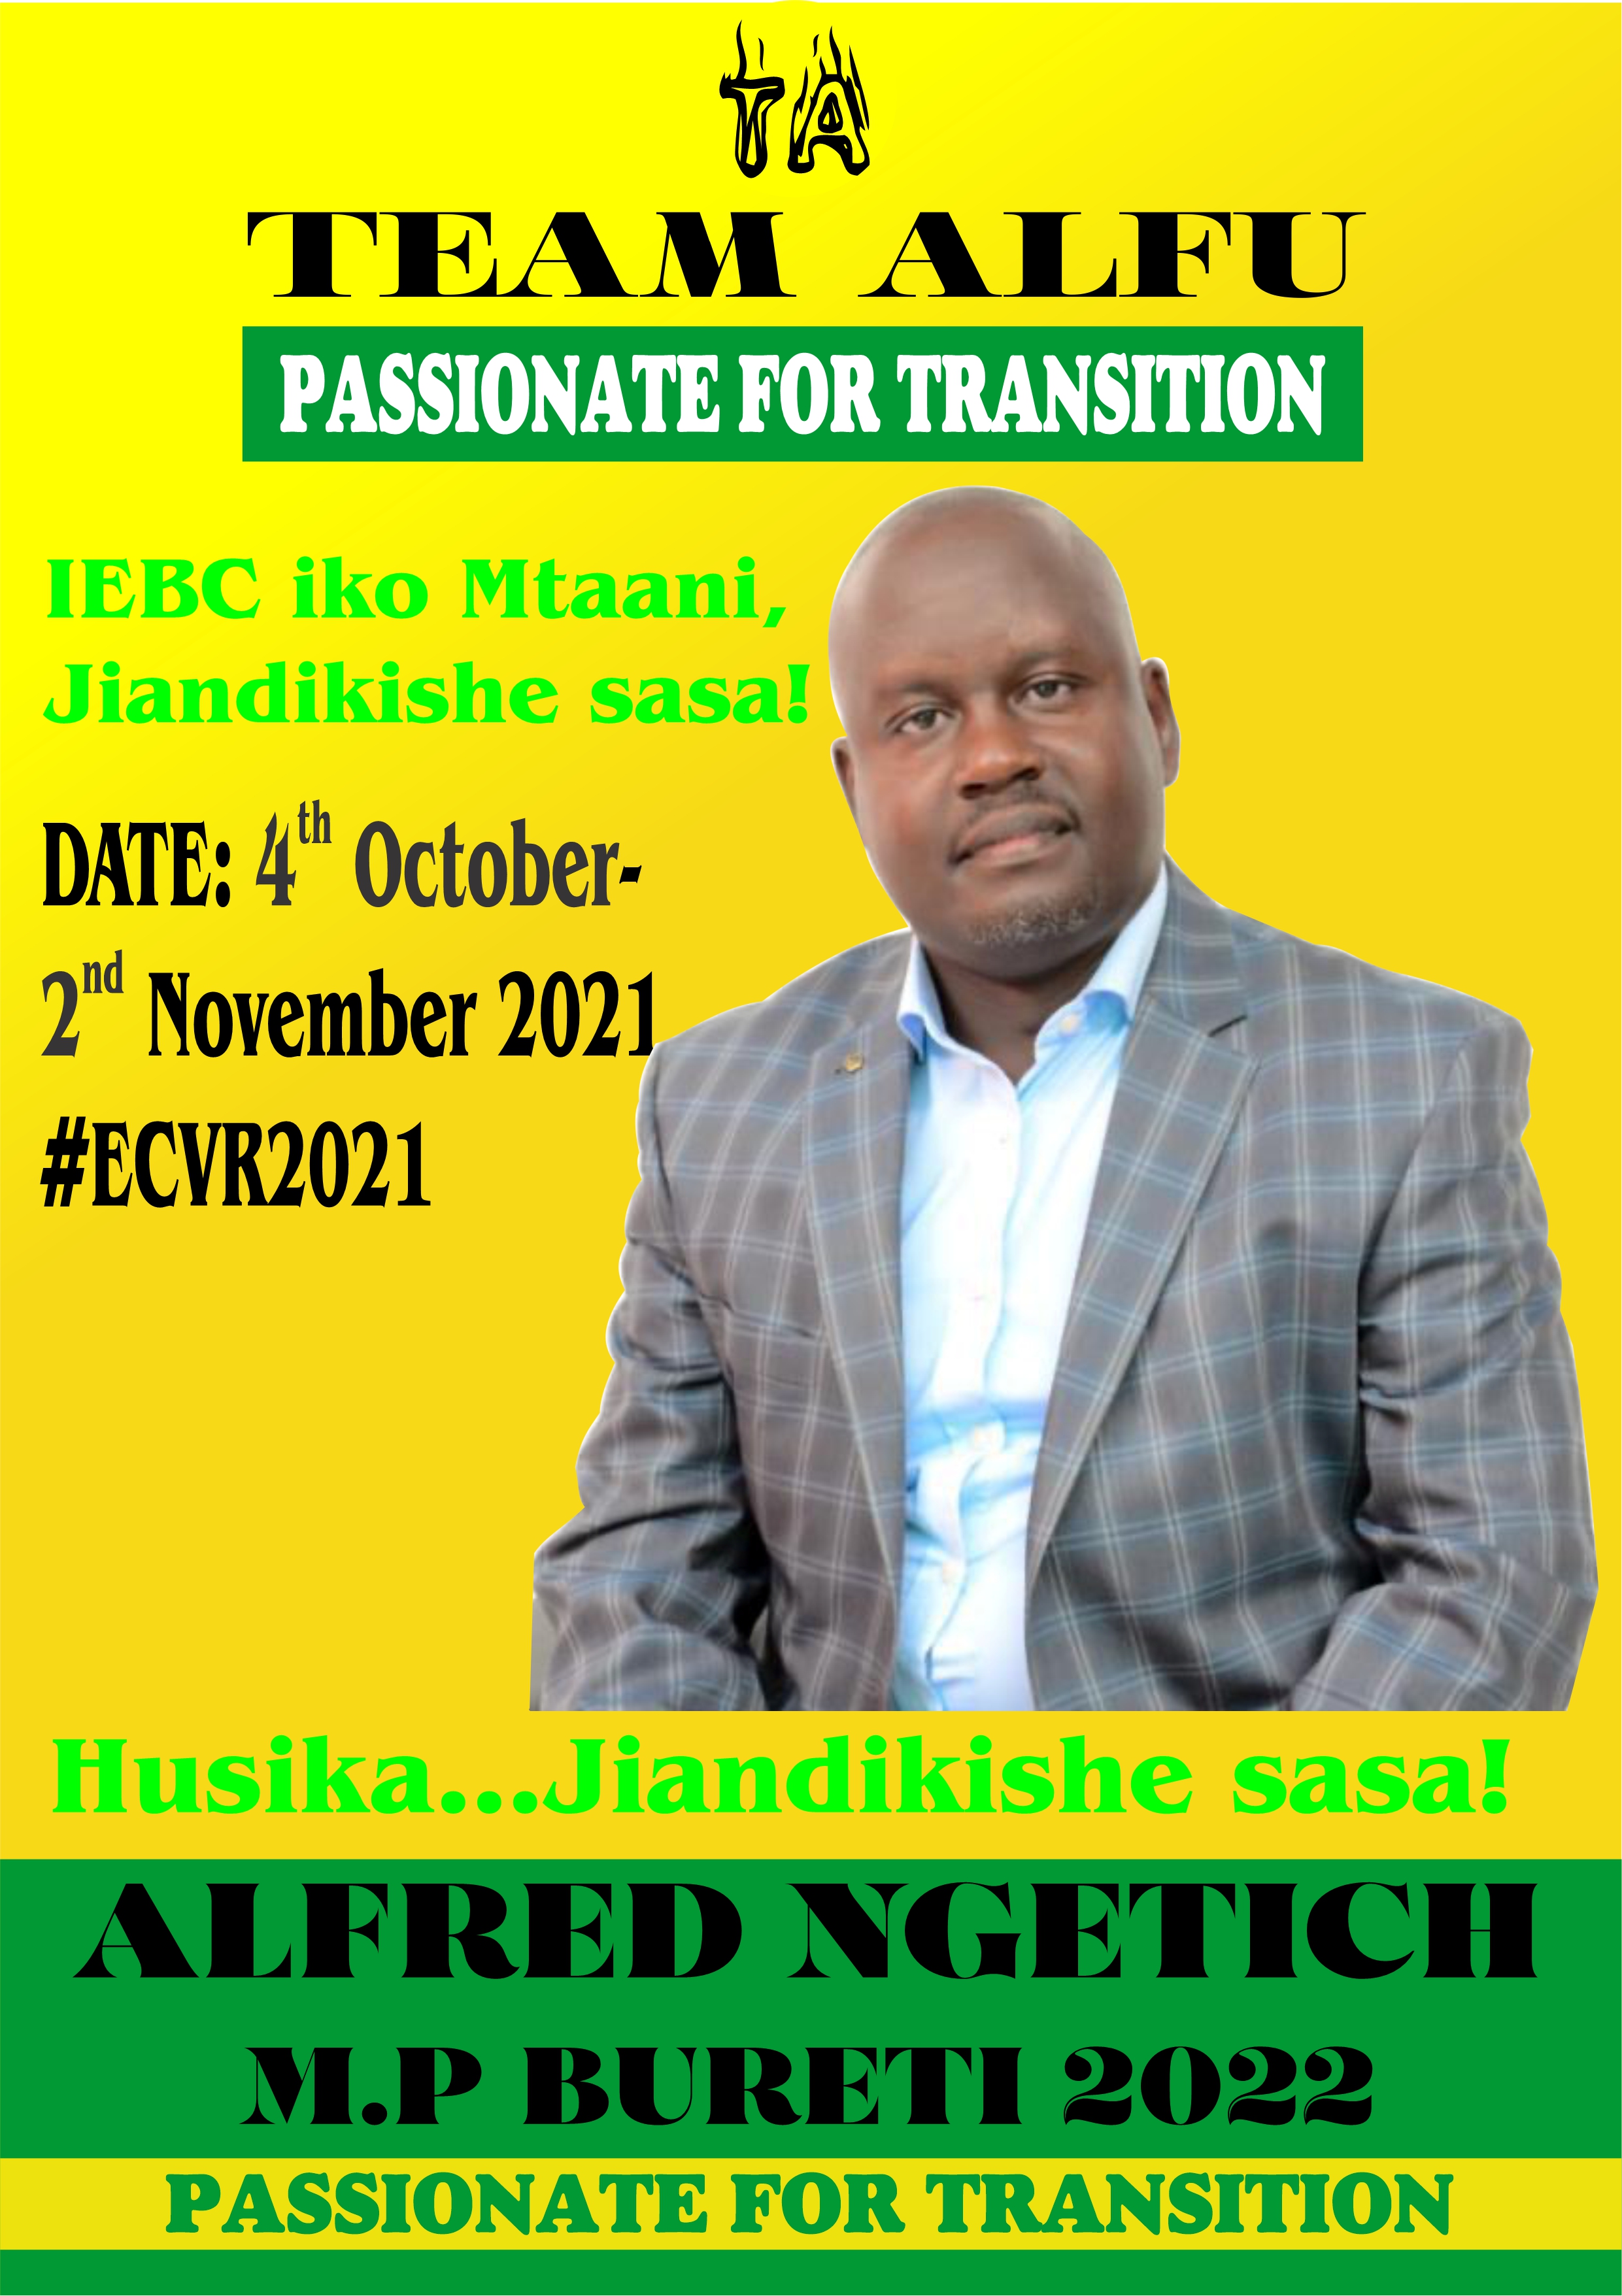 TA
TEAM ALFU
PASSIONATE FOR TRANSITION
IEBC iko Mtaani,
Jiandikishe sasa!
DATE: 4th October-
2nd November 2021
#ECVR2021
Husika...Jiandikishe sasa!
ALFRED NGETICH
M.P BURETI 2022
PASSIONATE FOR TRANSITION